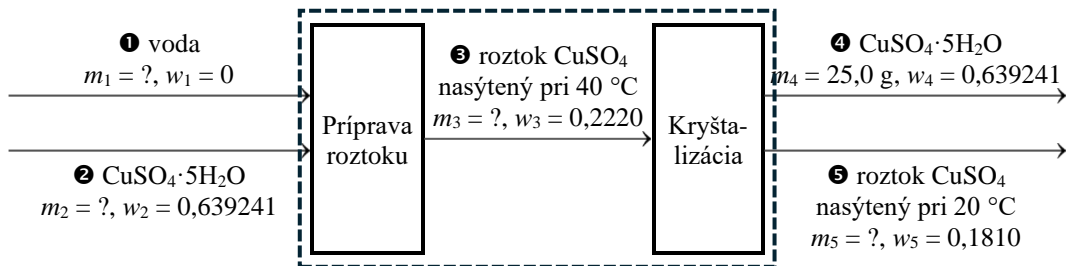 ❶ voda
m₁ = ?, w₁ = 0
❷ CuSO₄·5H₂O
m₂ = ?, w₂ = 0,639241
Príprava
roztoku
❸ roztok CuSO₄
nasýtený pri 40 °C
m₃ = ?, w₃ = 0,2220
Kryšta-
lizácia
❹ CuSO₄·5H₂O
m₄ = 25,0 g, w₄ = 0,639241
❺ roztok CuSO₄
nasýtený pri 20 °C
m₅ = ?, w₅ = 0,1810